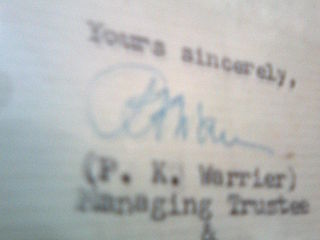 Yours sincerely,
(P. K. Warrier)
Managing Trustee
&